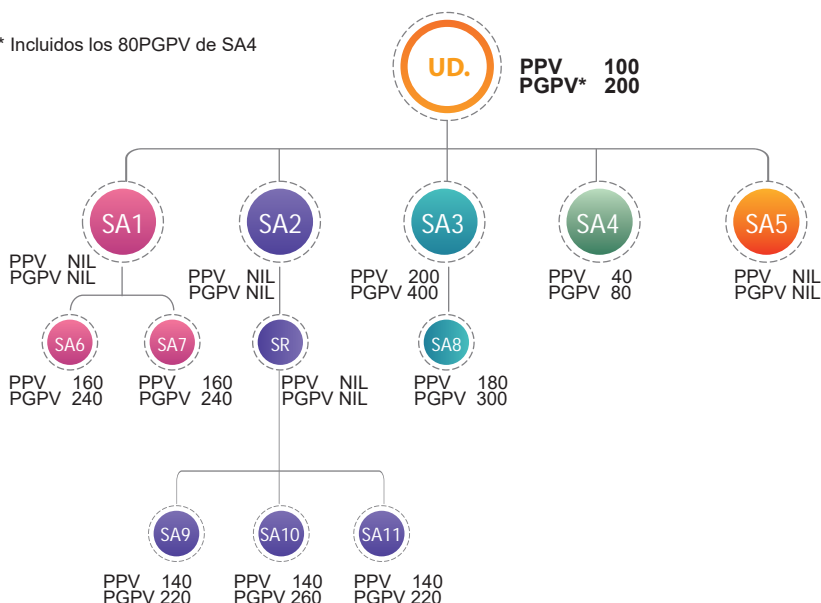 * Incluidos los 80PGPV de SA4
UD.
PPV 100
PGPV* 200
SA1
SA2
SA3
SA4
SA5
PPV NIL
PGPV NIL
PPV NIL
PGPV NIL
PPV 200
PGPV 400
PPV 40
PGPV 80
PPV NIL
PGPV NIL
SA6
SA7
SR
SA8
PPV 160
PGPV 240
PPV 160
PGPV 240
PPV NIL
PGPV NIL
PPV 180
PGPV 300
SA9
SA10
SA11
PPV 140
PGPV 220
PPV 140
PGPV 260
PPV 140
PGPV 220